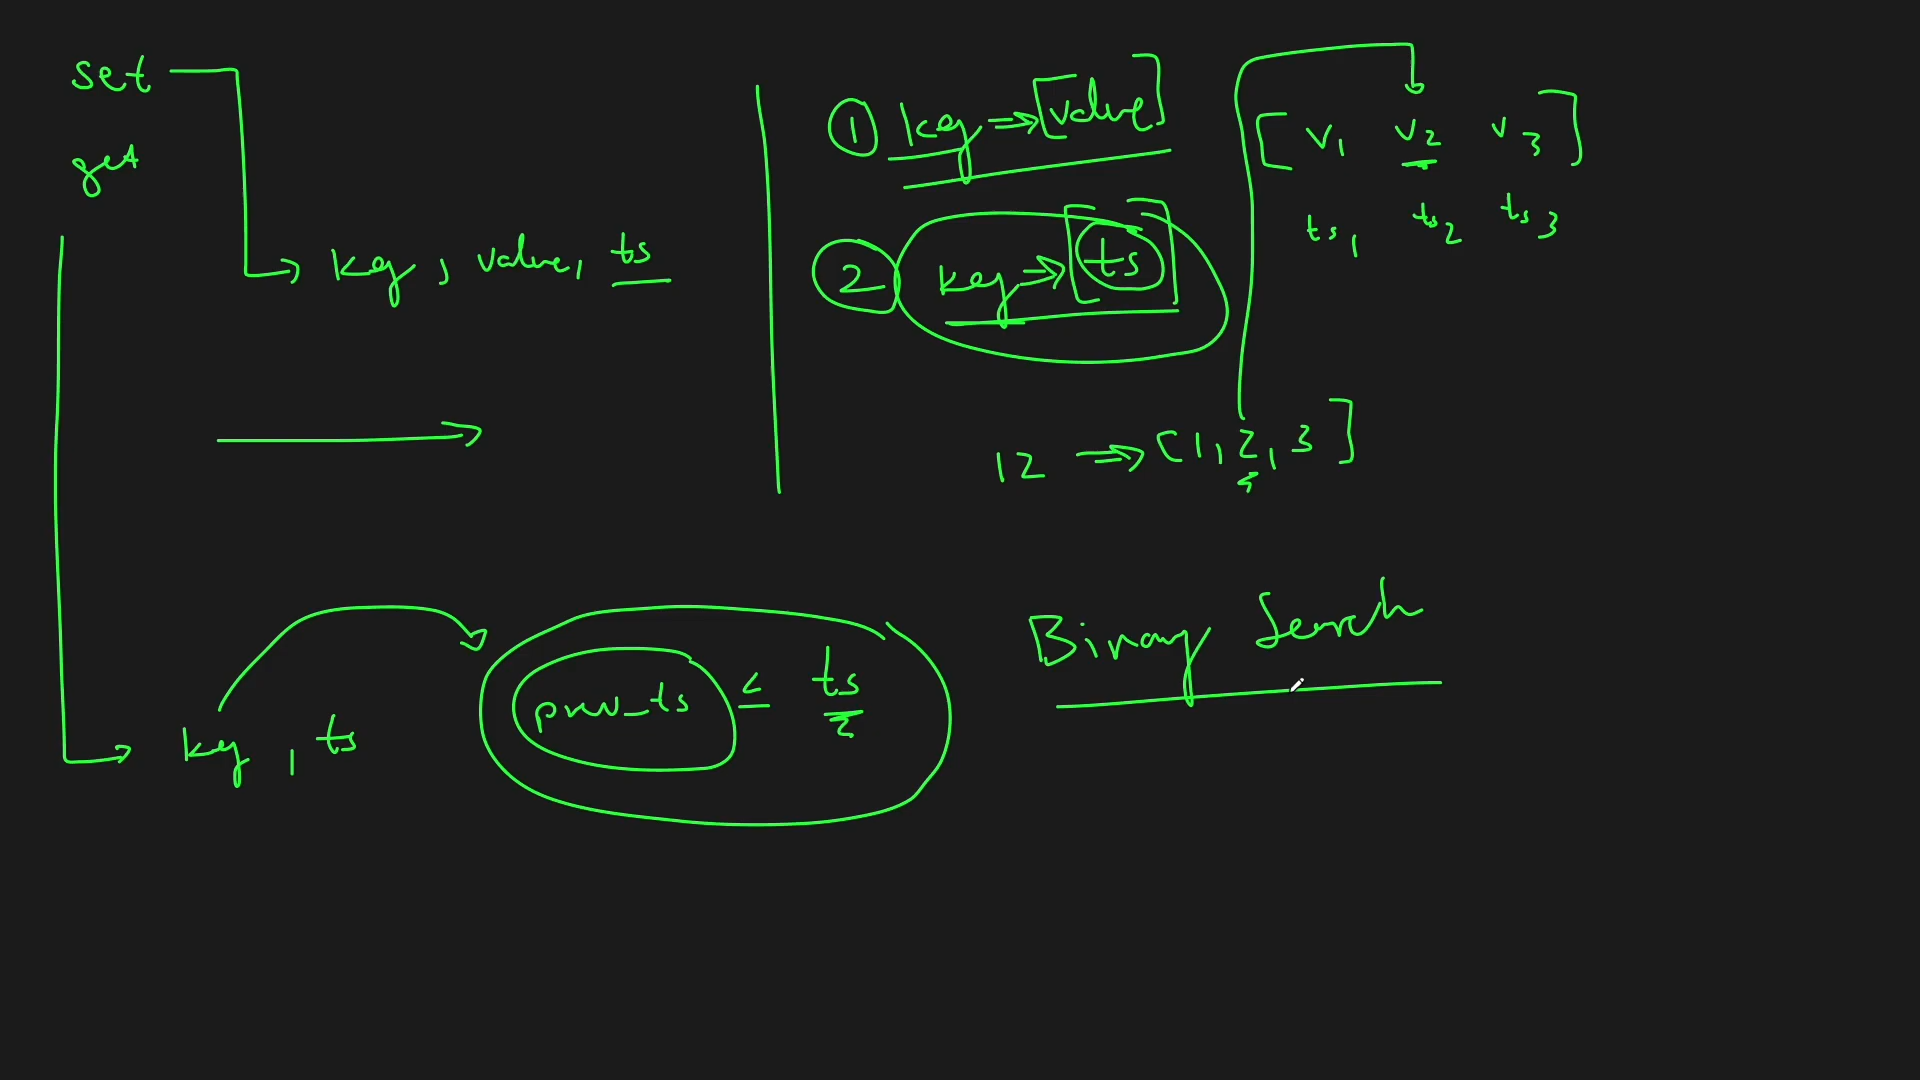 set
get
key, value, ts
key, ts
prev_ts ≤ ts
2
① key ⇒ [value]
② key ⇒ [ts]
[v1 v2 v3]
ts1 ts2 ts3
12 ⇒ [1, 2, 3]
Binary Search